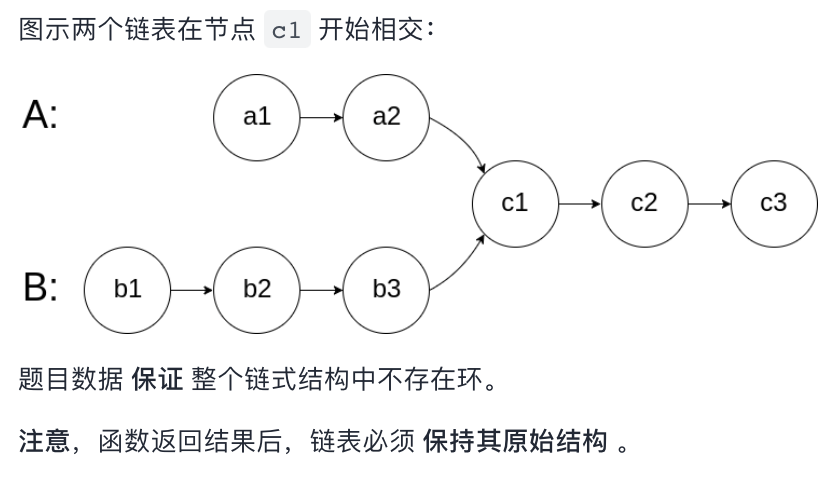 图示两个链表在节点 c1 开始相交：
A:
a1
a2
c1
c2
c3
B:
b1
b2
b3
题目数据 保证 整个链式结构中不存在环。
注意，函数返回结果后，链表必须 保持其原始结构 。